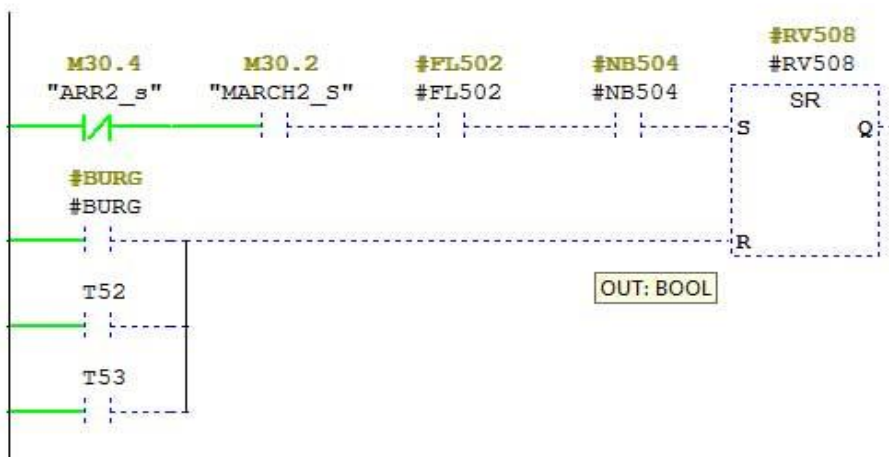 #RV508
M30.4 M30.2 #FL502 #NB504 #RV508
"ARR2_s" "MARCH2_S" #FL502 #NB504 SR
S Q
#BURG
#BURG
R
T52 OUT: BOOL
T53